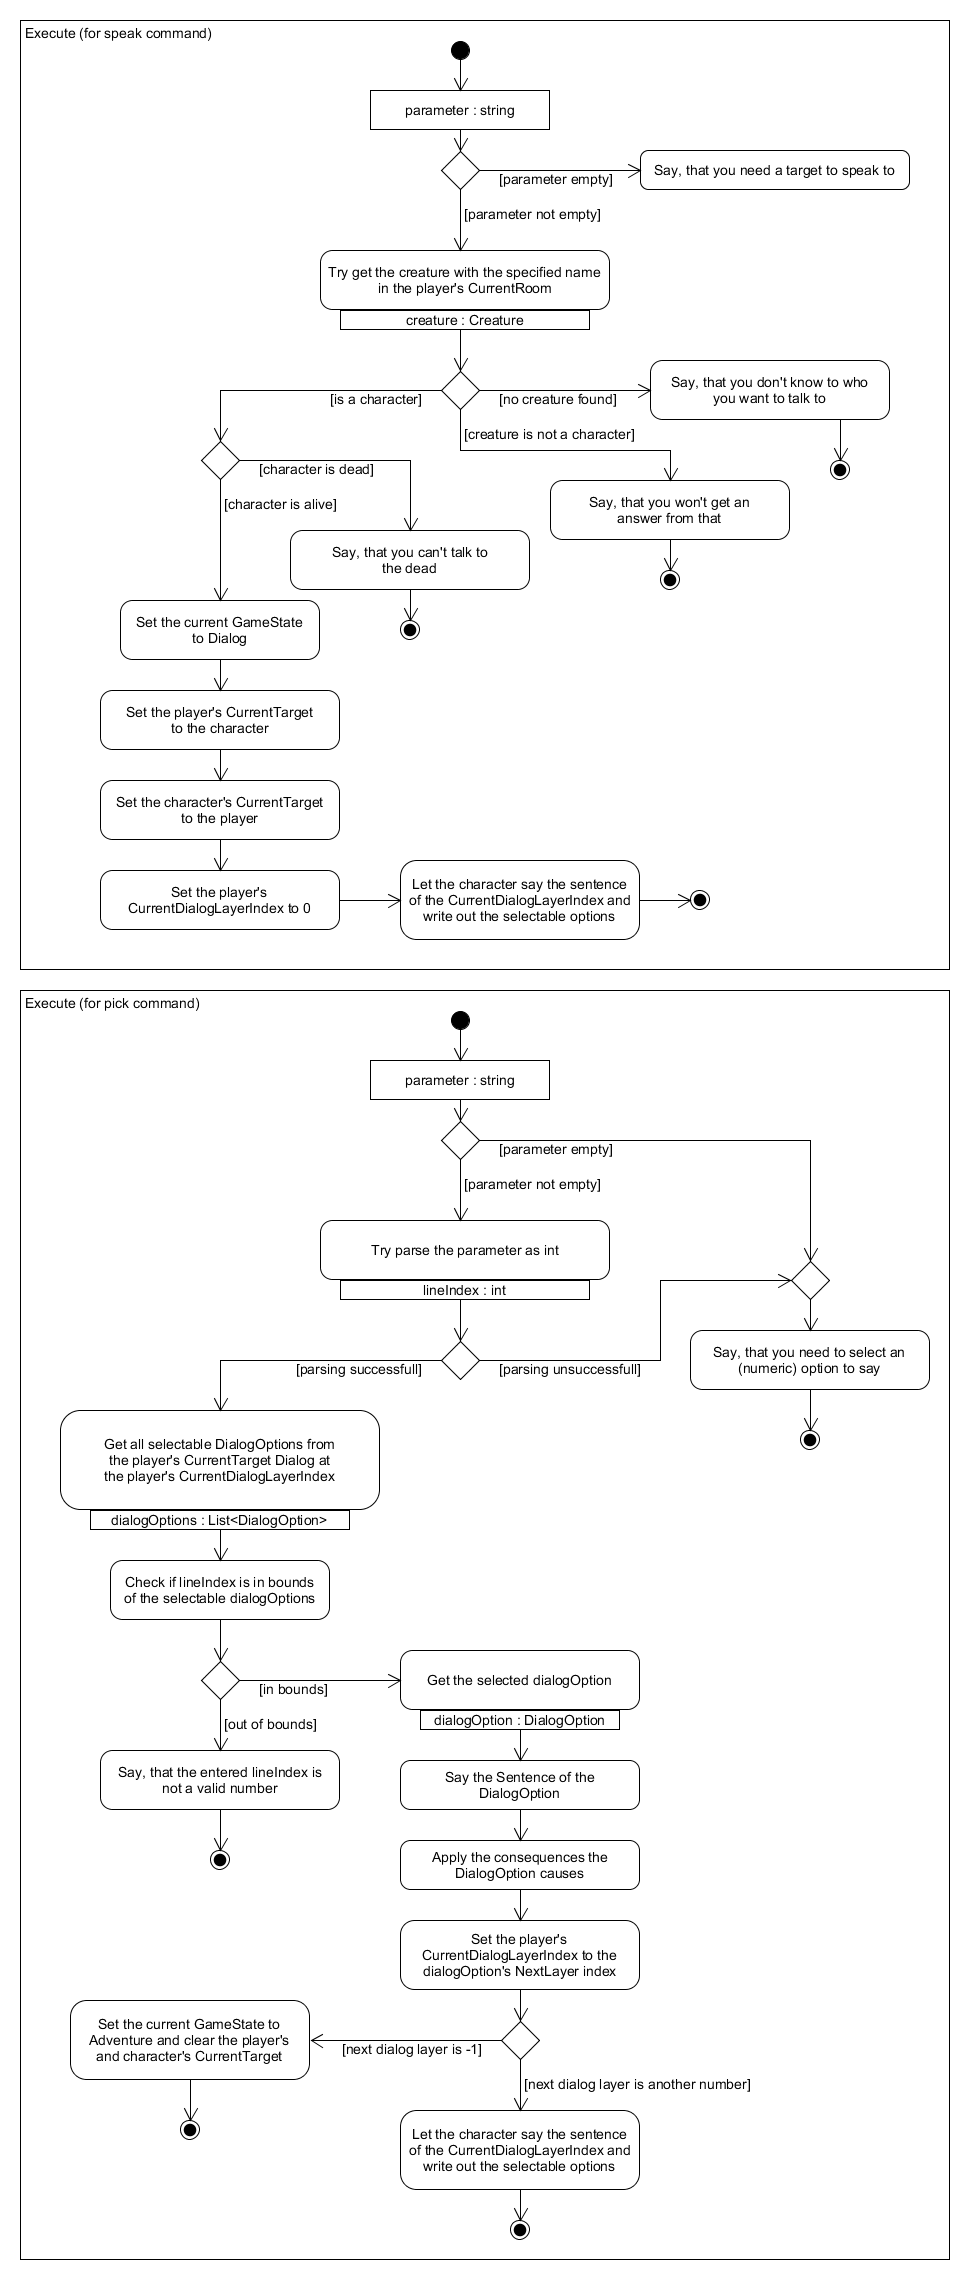 Execute (for speak command)
parameter : string
[parameter empty]
Say, that you need a target to speak to
[parameter not empty]
Try get the creature with the specified name
in the player's CurrentRoom
creature : Creature
[is a character]
[no creature found]
Say, that you don't know to who
you want to talk to
[creature is not a character]
[character is dead]
[character is alive]
Say, that you won't get an
answer from that
Say, that you can't talk to
the dead
Set the current GameState
to Dialog
Set the player's CurrentTarget
to the character
Set the character's CurrentTarget
to the player
Set the player's
CurrentDialogLayerIndex to 0
Let the character say the sentence
of the CurrentDialogLayerIndex and
write out the selectable options
Execute (for pick command)
parameter : string
[parameter empty]
[parameter not empty]
Try parse the parameter as int
lineIndex : int
[parsing successfull]
[parsing unsuccessfull]
Say, that you need to select an
(numeric) option to say
Get all selectable DialogOptions from
the player's CurrentTarget Dialog at
the player's CurrentDialogLayerIndex
dialogOptions : List<DialogOption>
Check if lineIndex is in bounds
of the selectable dialogOptions
[in bounds]
[out of bounds]
Get the selected dialogOption
dialogOption : DialogOption
Say, that the entered lineIndex is
not a valid number
Say the Sentence of the
DialogOption
Apply the consequences the
DialogOption causes
Set the player's
CurrentDialogLayerIndex to the
dialogOption's NextLayer index
Set the current GameState to
Adventure and clear the player's
and character's CurrentTarget
[next dialog layer is -1]
[next dialog layer is another number]
Let the character say the sentence
of the CurrentDialogLayerIndex and
write out the selectable options